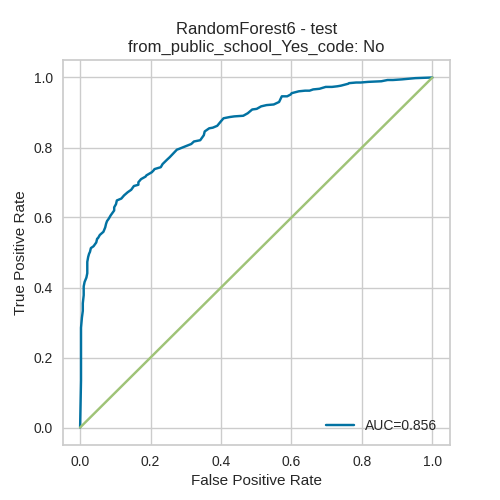 RandomForest6 - test
from_public_school_Yes_code: No
True Positive Rate
1.0
0.8
0.6
0.4
0.2
0.0
AUC=0.856
0.0 0.2 0.4 0.6 0.8 1.0
False Positive Rate